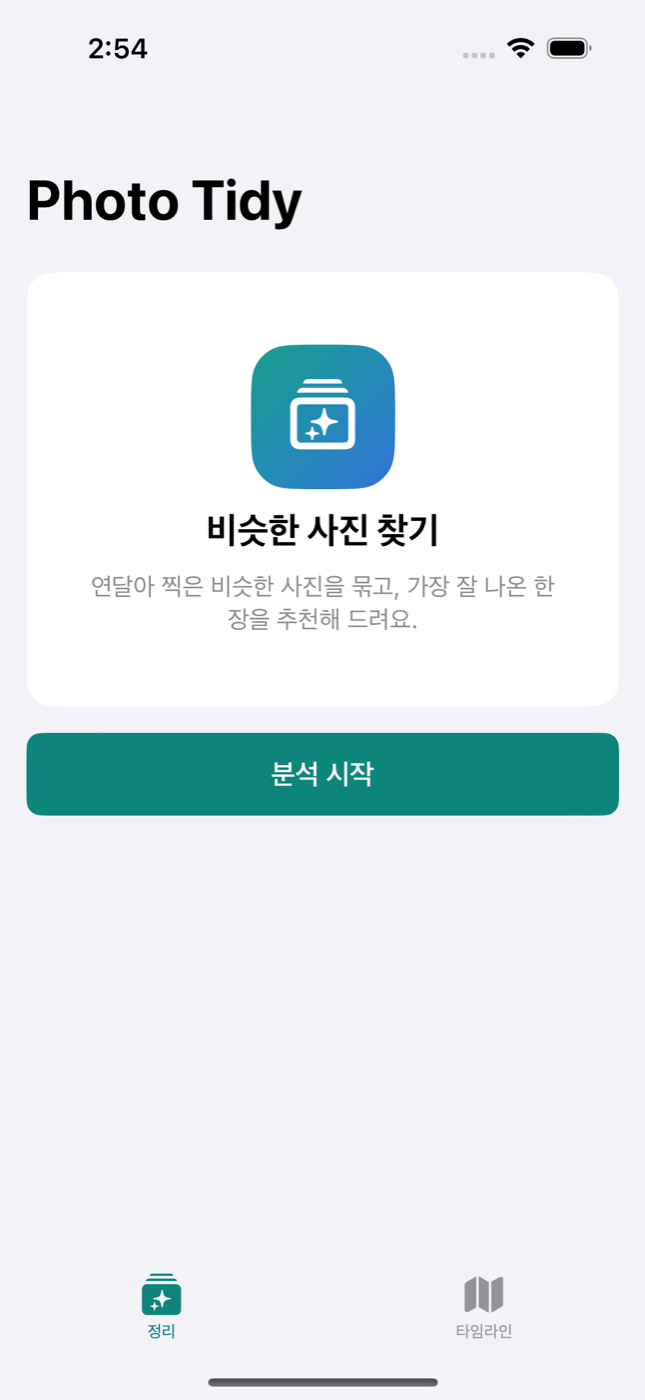 2:54
Photo Tidy
비슷한 사진 찾기
연달아 찍은 비슷한 사진을 묶고, 가장 잘 나온 한
장을 추천해 드려요.
분석 시작
정리
타임라인